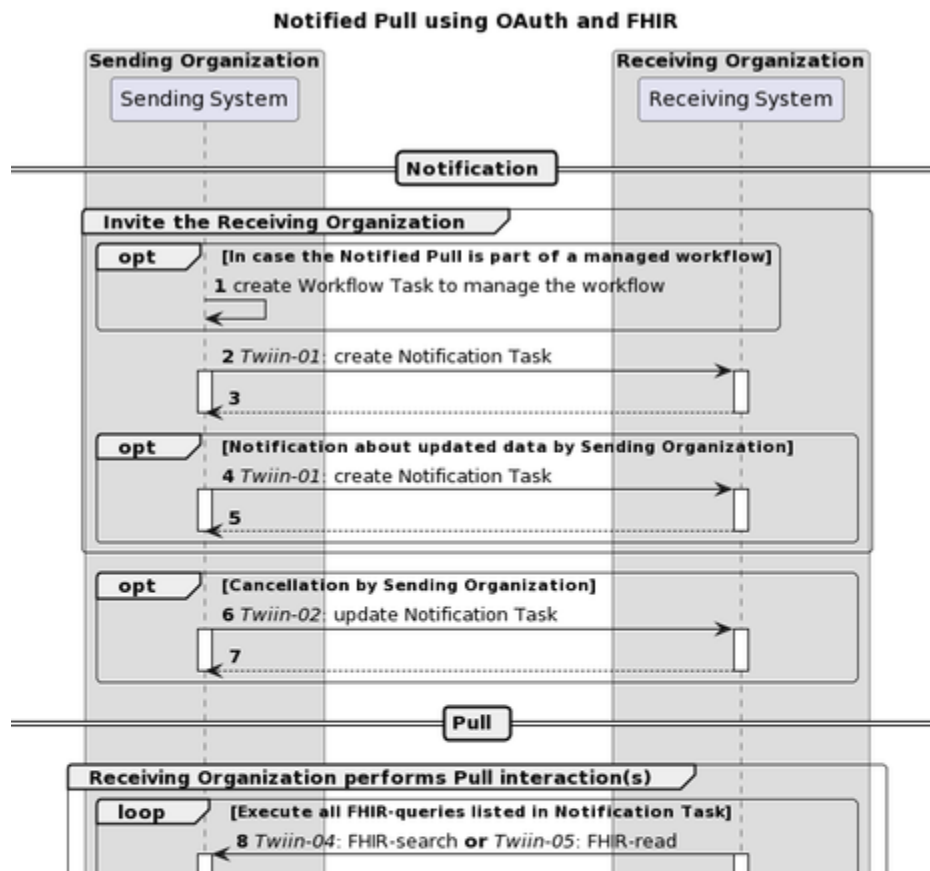 Notified Pull using OAuth and FHIR
Sending Organization
Receiving Organization
Sending System
Receiving System
Notification
Invite the Receiving Organization
opt [In case the Notified Pull is part of a managed workflow]
1 create Workflow Task to manage the workflow
2 Twiin-01: create Notification Task
3
opt [Notification about updated data by Sending Organization]
4 Twiin-01: create Notification Task
5
opt [Cancellation by Sending Organization]
6 Twiin-02: update Notification Task
7
Pull
Receiving Organization performs Pull interaction(s)
loop [Execute all FHIR-queries listed in Notification Task]
8 Twiin-04: FHIR-search or Twiin-05: FHIR-read